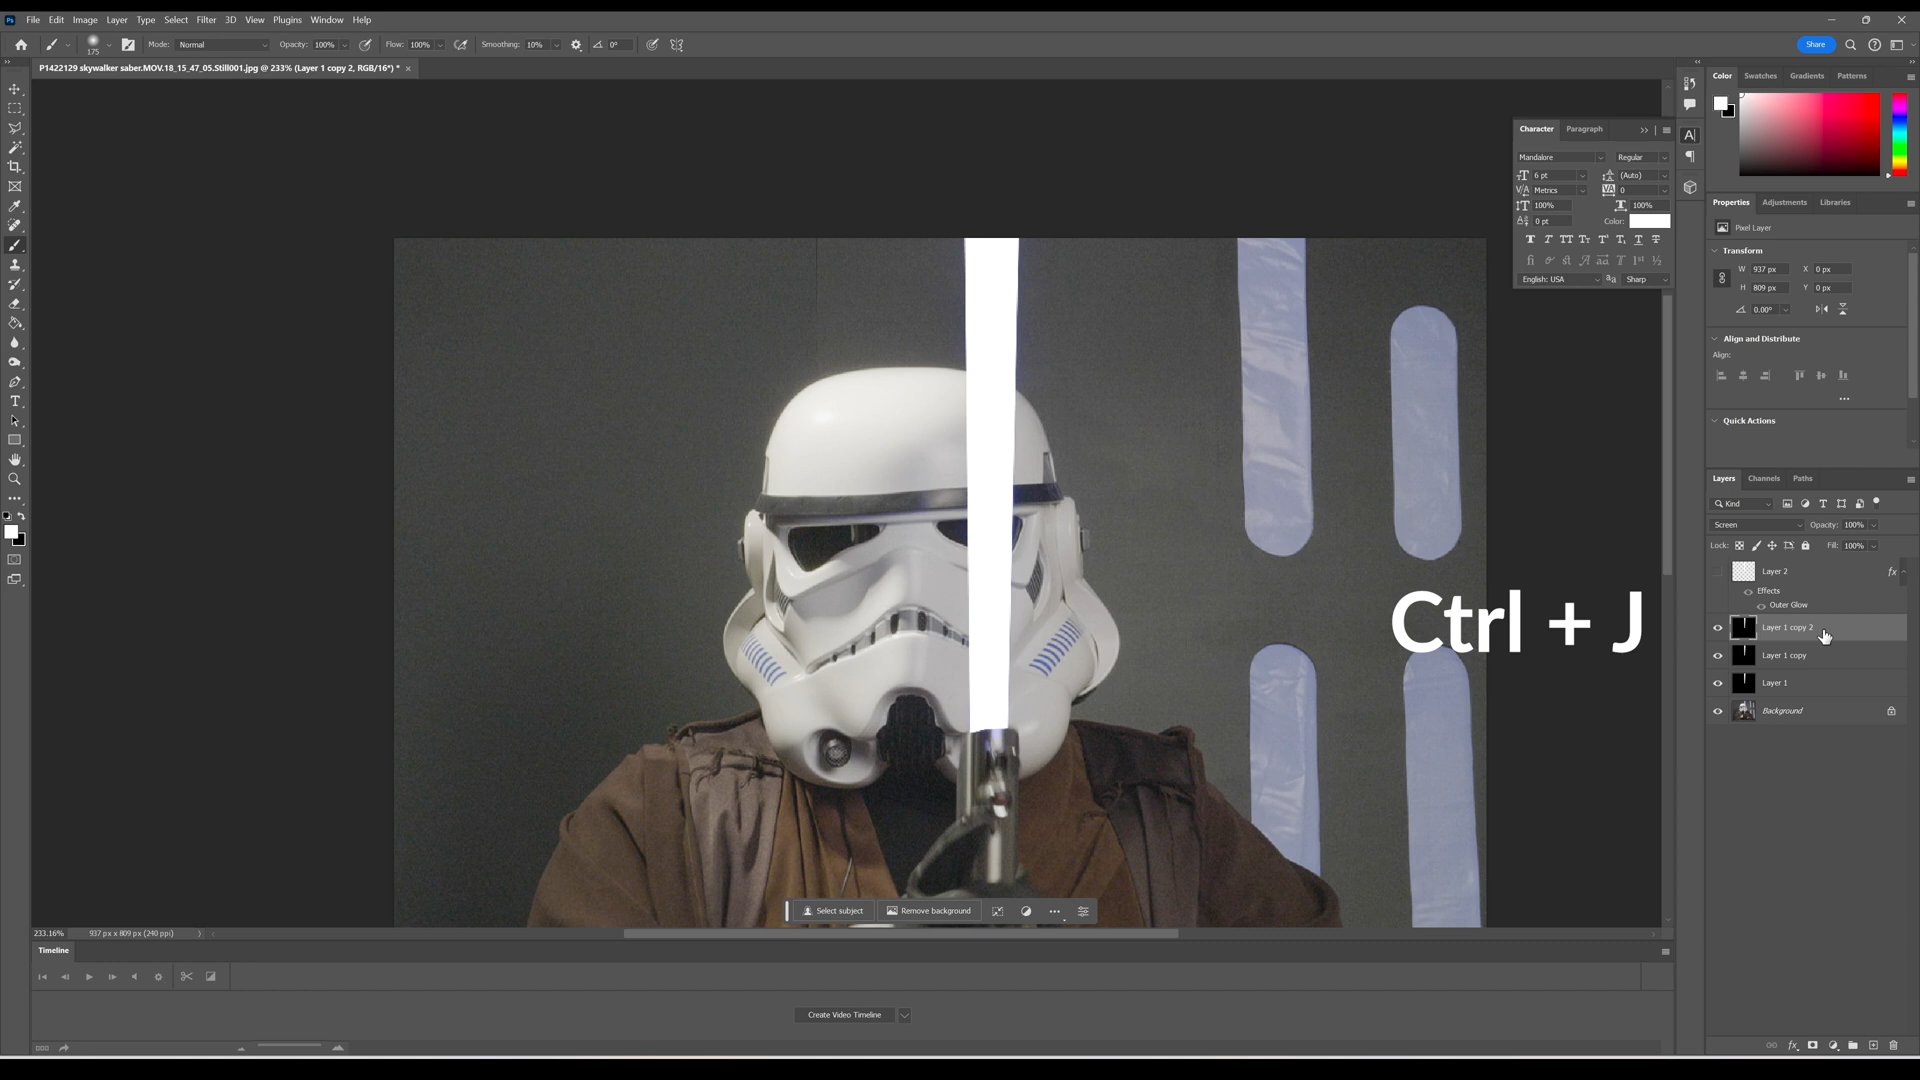 Ps File Edit Image Layer Type Select Filter 3D View Plugins Window Help
175 Mode: Normal Opacity: 100% Flow: 100% Smoothing: 10% 0° Share
P1422129 skywalker saber.MOV.18_15_47_05.Still001.jpg @ 233% (Layer 1 copy 2, RGB/16*) * ×
Color Swatches Gradients Patterns
Character Paragraph
Mandalore Regular
6 pt (Auto)
Metrics 0
100% 100%
0 pt Color:
English: USA Sharp
Properties Adjustments Libraries
Pixel Layer
Transform
W 937 px X 0 px
H 809 px Y 0 px
0.00°
Align and Distribute
Align:
Quick Actions
Layers Channels Paths
Kind
Screen Opacity: 100%
Lock: Fill: 100%
Layer 2 fx
Effects
Outer Glow
Layer 1 copy 2
Layer 1 copy
Layer 1
Background
Ctrl + J
Select subject Remove background
233.16% 937 px x 809 px (240 ppi)
Timeline
Create Video Timeline
fx